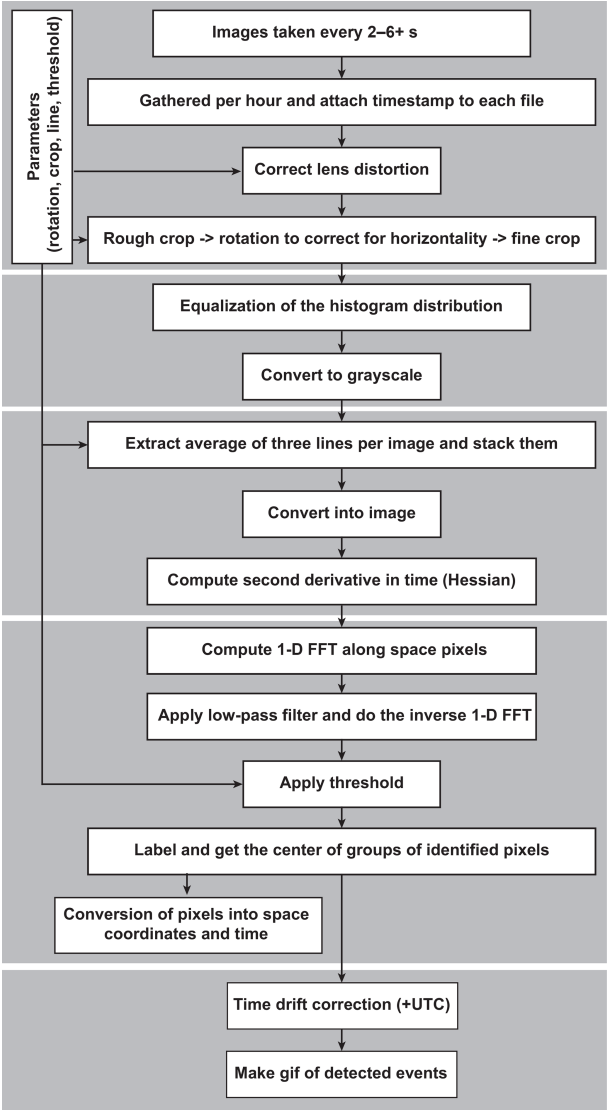 Parameters
(rotation, crop, line, threshold)
Images taken every 2–6+ s
Gathered per hour and attach timestamp to each file
Correct lens distortion
Rough crop -> rotation to correct for horizontality -> fine crop
Equalization of the histogram distribution
Convert to grayscale
Extract average of three lines per image and stack them
Convert into image
Compute second derivative in time (Hessian)
Compute 1-D FFT along space pixels
Apply low-pass filter and do the inverse 1-D FFT
Apply threshold
Label and get the center of groups of identified pixels
Conversion of pixels into space
coordinates and time
Time drift correction (+UTC)
Make gif of detected events